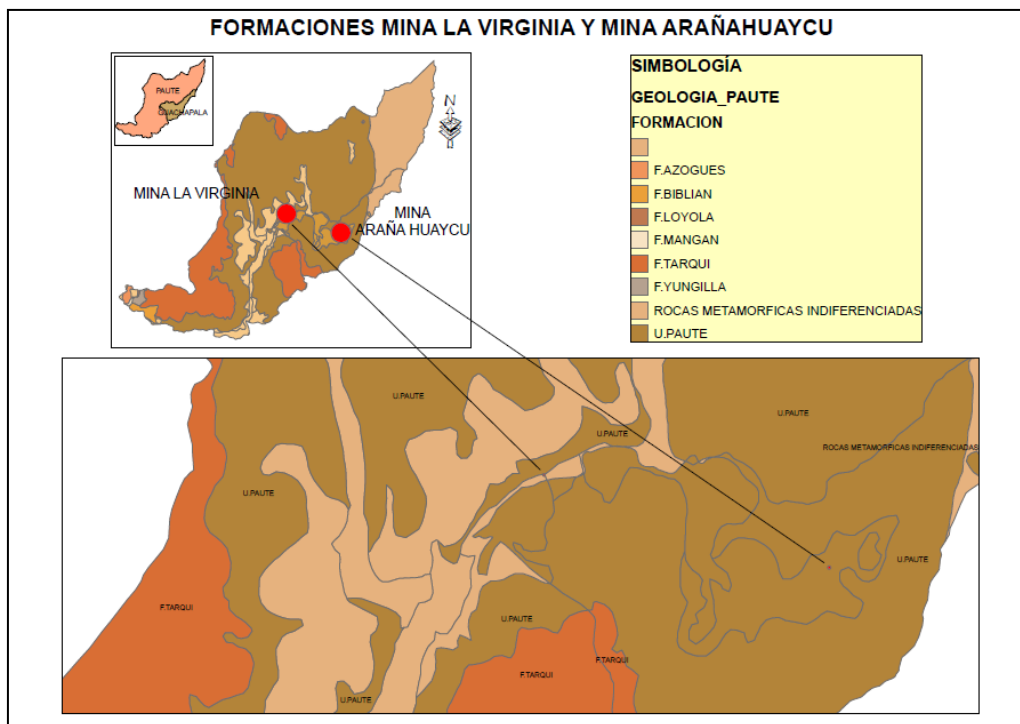 FORMACIONES MINA LA VIRGINIA Y MINA ARAÑAHUAYCU
PAUTE
GUACHAPALA
N
MINA LA VIRGINIA
MINA
ARAÑA HUAYCU
SIMBOLOGÍA
GEOLOGIA_PAUTE
FORMACION
F.AZOGUES
F.BIBLIAN
F.LOYOLA
F.MANGAN
F.TARQUI
F.YUNGILLA
ROCAS METAMORFICAS INDIFERENCIADAS
U.PAUTE
U.PAUTE
U.PAUTE
U.PAUTE
ROCAS METAMORFICAS INDIFERENCIADAS
U.PAUTE
U.PAUTE
F.TARQUI
U.PAUTE
F.TARQUI
F.TARQUI
U.PAUTE